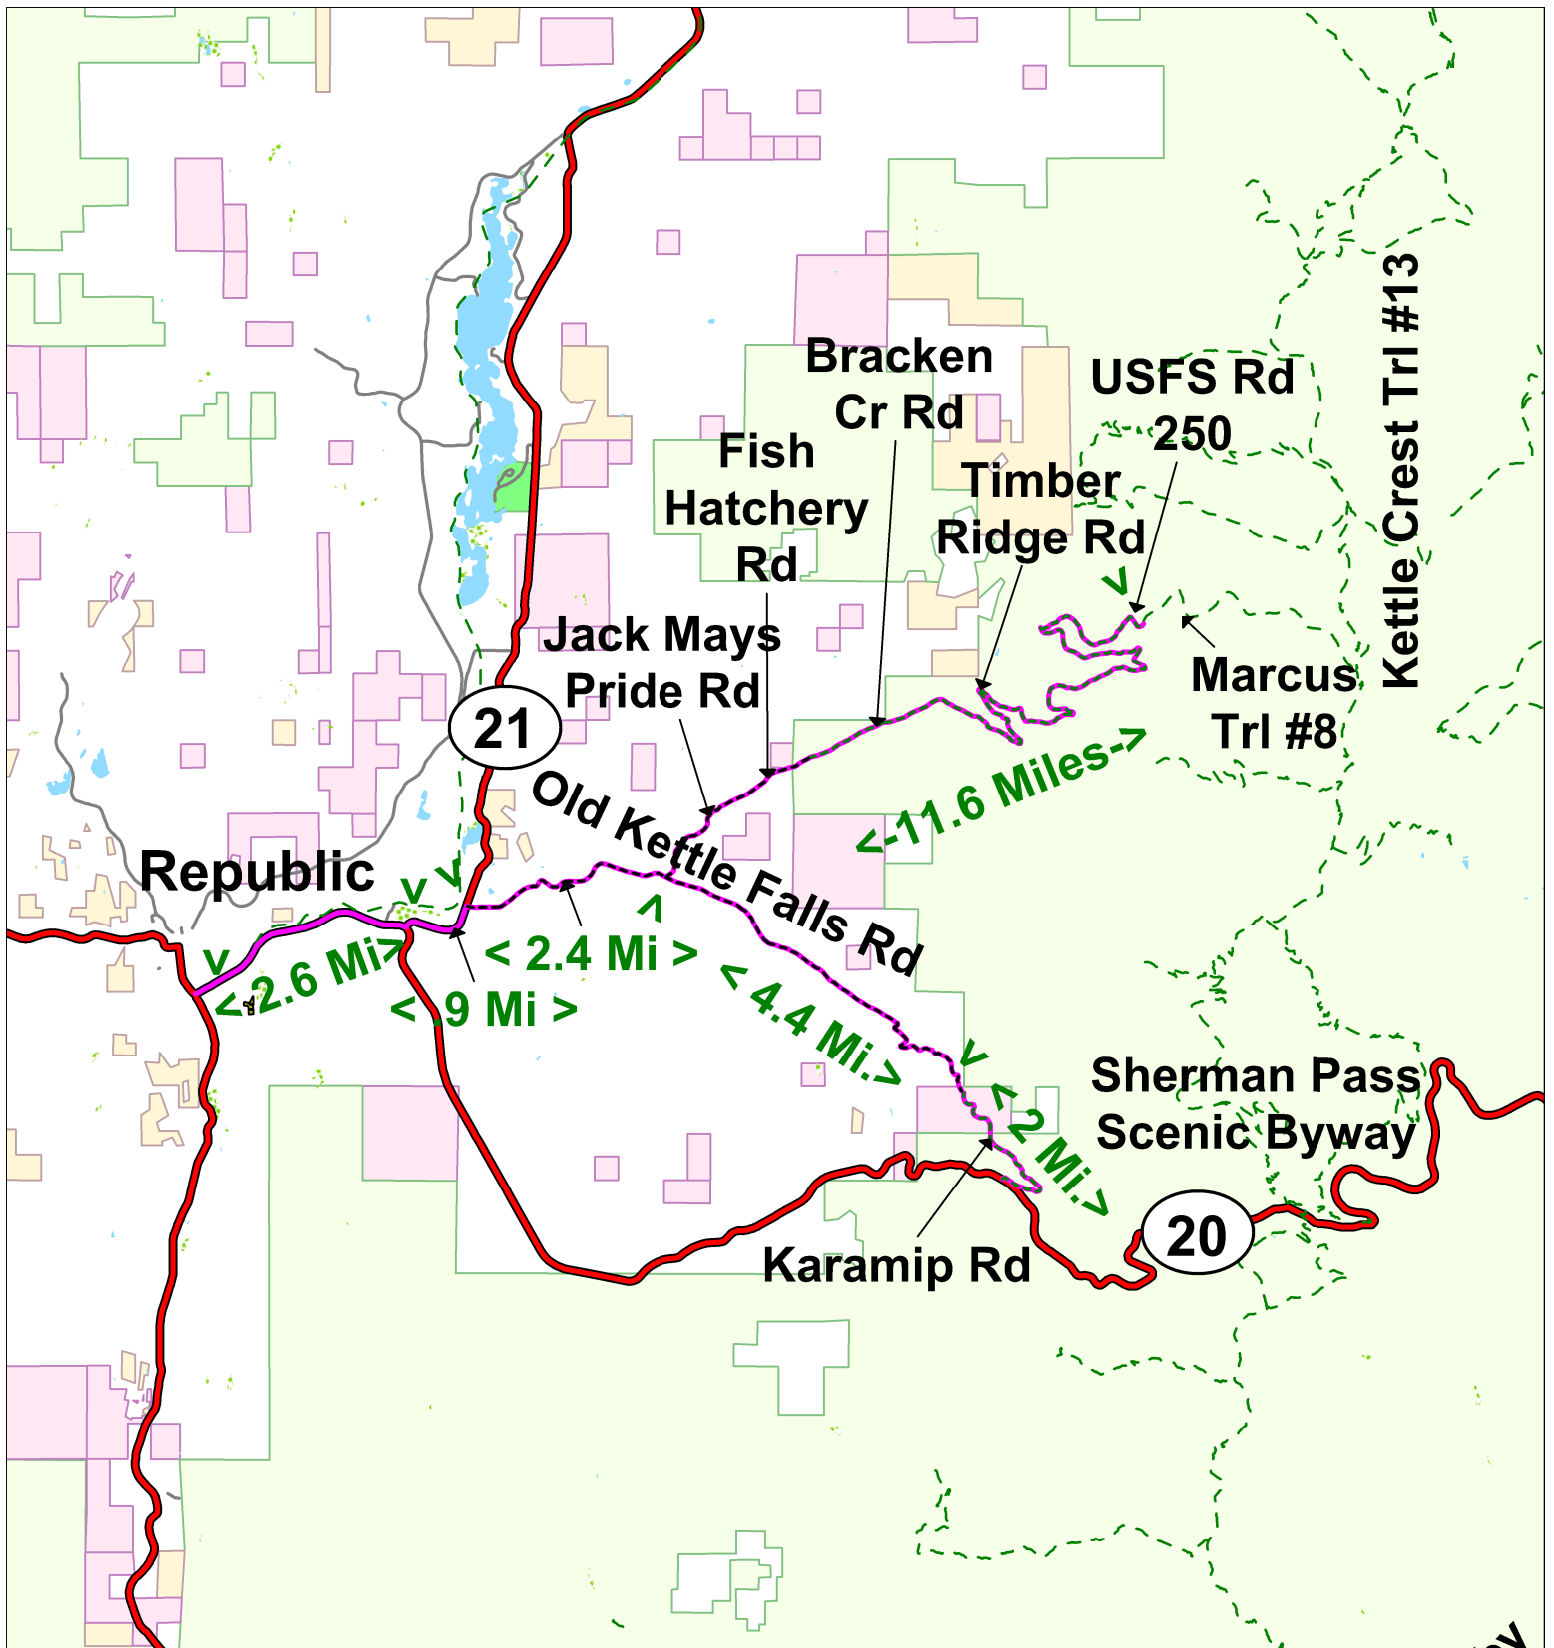 Kettle Crest Trl #13
Bracken
Cr Rd
USFS Rd
250
Fish
Hatchery
Rd
Timber
Ridge Rd
Jack Mays
Pride Rd
Marcus
Trl #8
21
<-11.6 Miles->
Old Kettle Falls Rd
Republic
< 2.6 Mi>
< .9 Mi >
< 2.4 Mi >
< 4.4 Mi.>
< 2 Mi.>
Sherman Pass
Scenic Byway
Karamip Rd
20